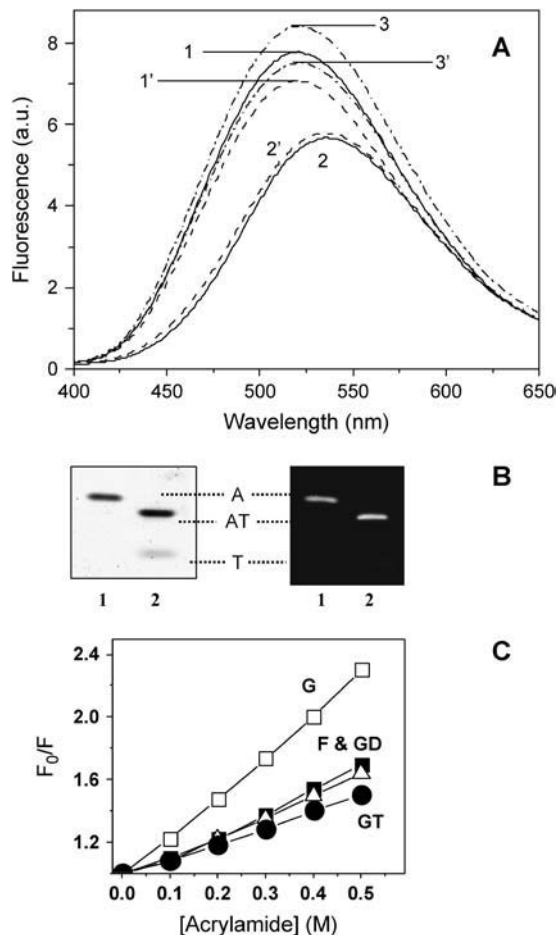 A
3
1
3'
1'
2'
2
Fluorescence (a.u.)
8
6
4
2
0
400
450
500
550
600
650
Wavelength (nm)
B
A
AT
T
1
2
1
2
C
G
F & GD
GT
F0/F
2.4
2.0
1.6
1.2
0.0
0.1
0.2
0.3
0.4
0.5
[Acrylamide] (M)